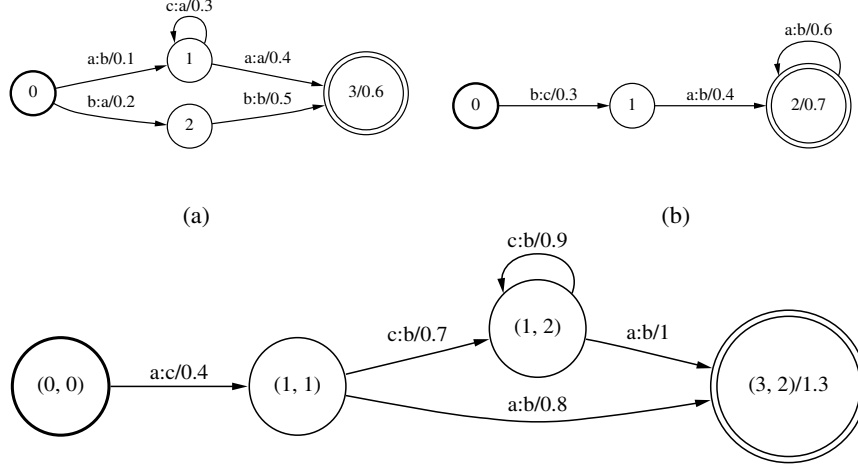 c:a/0.3
a:b/0.6
0
a:b/0.1
1
a:a/0.4
3/0.6
b:a/0.2
2
b:b/0.5
0
b:c/0.3
1
a:b/0.4
2/0.7
(a)
(b)
c:b/0.9
(0, 0)
a:c/0.4
(1, 1)
c:b/0.7
(1, 2)
a:b/1
a:b/0.8
(3, 2)/1.3